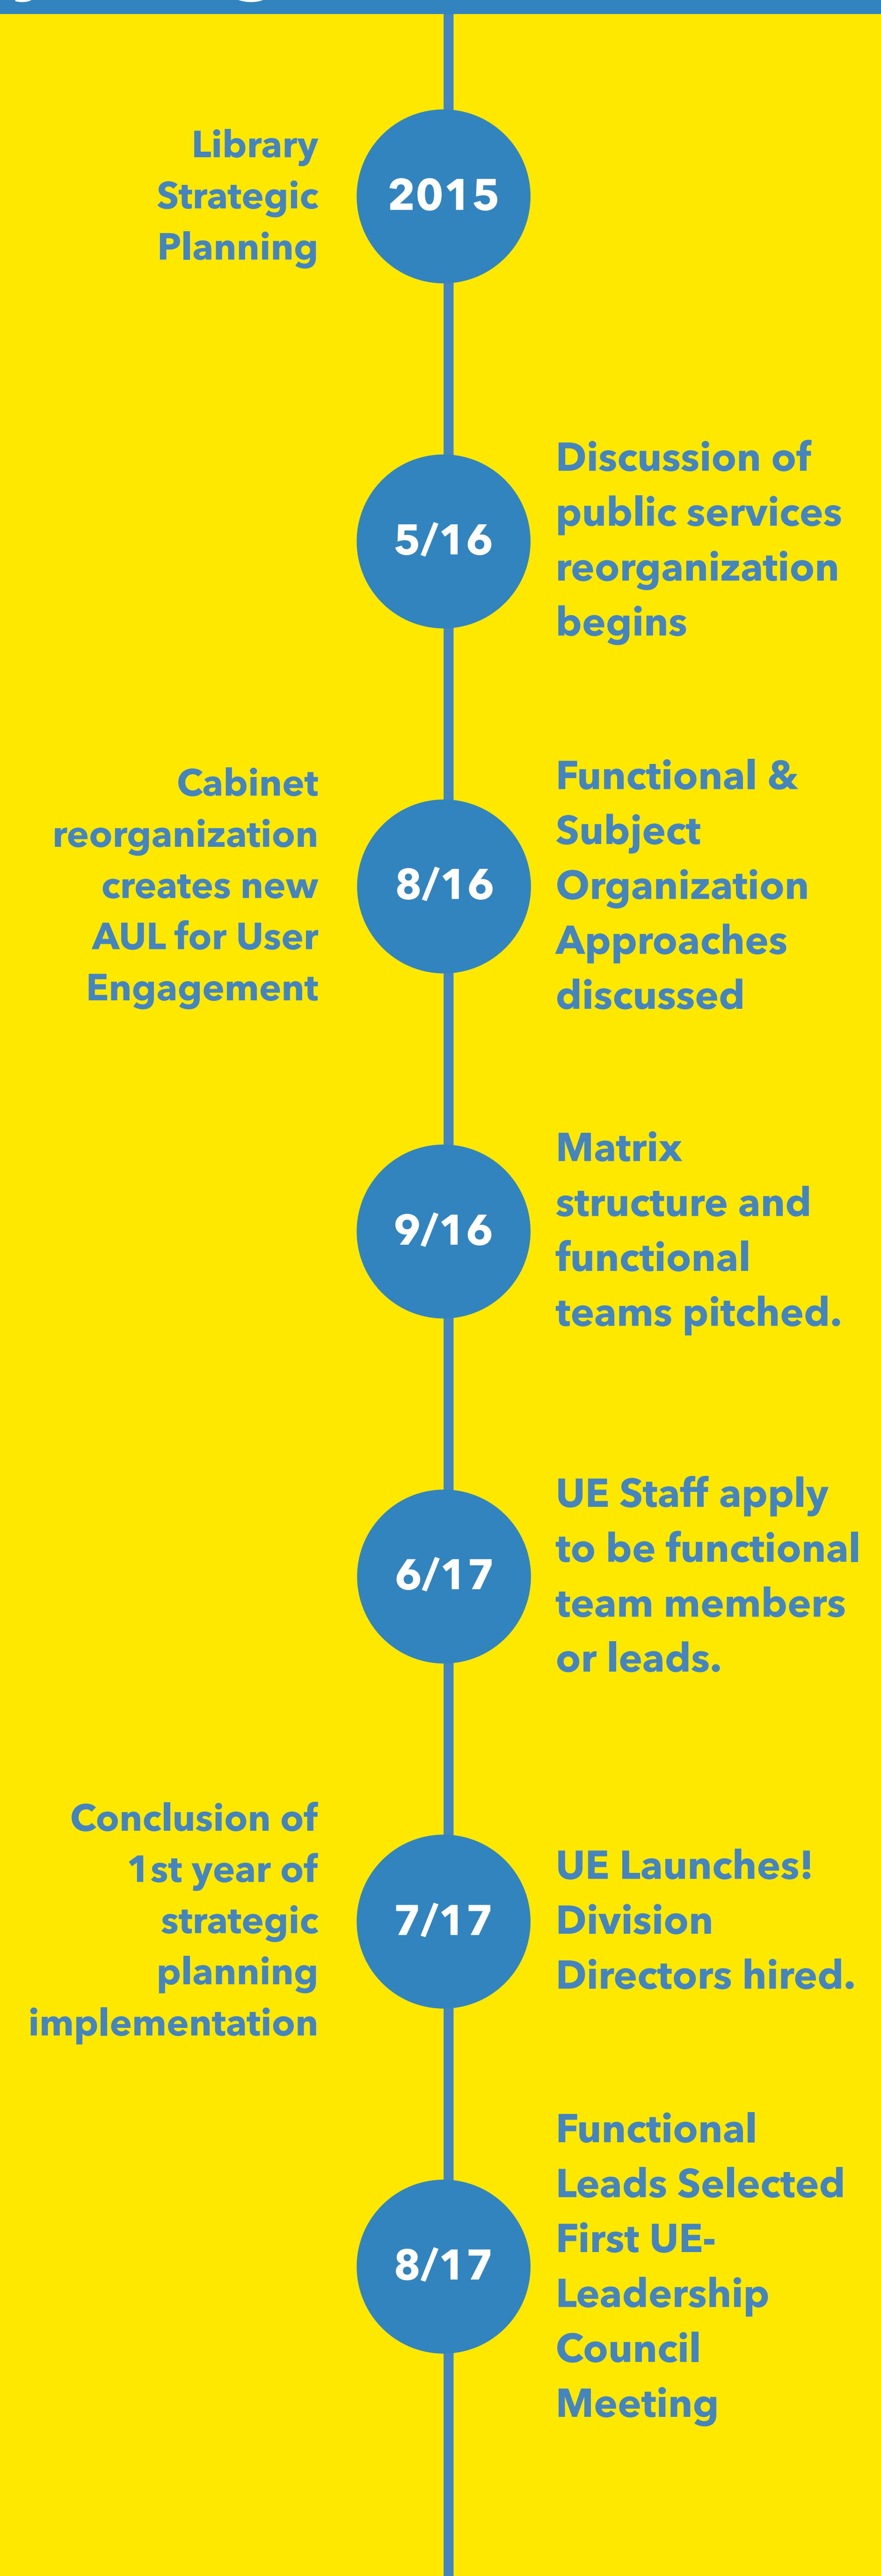 Library
Strategic
Planning
2015
5/16
Discussion of
public services
reorganization
begins
Cabinet
reorganization
creates new
AUL for User
Engagement
8/16
Functional &
Subject
Organization
Approaches
discussed
9/16
Matrix
structure and
functional
teams pitched.
6/17
UE Staff apply
to be functional
team members
or leads.
Conclusion of
1st year of
strategic
planning
implementation
7/17
UE Launches!
Division
Directors hired.
8/17
Functional
Leads Selected
First UE-
Leadership
Council
Meeting